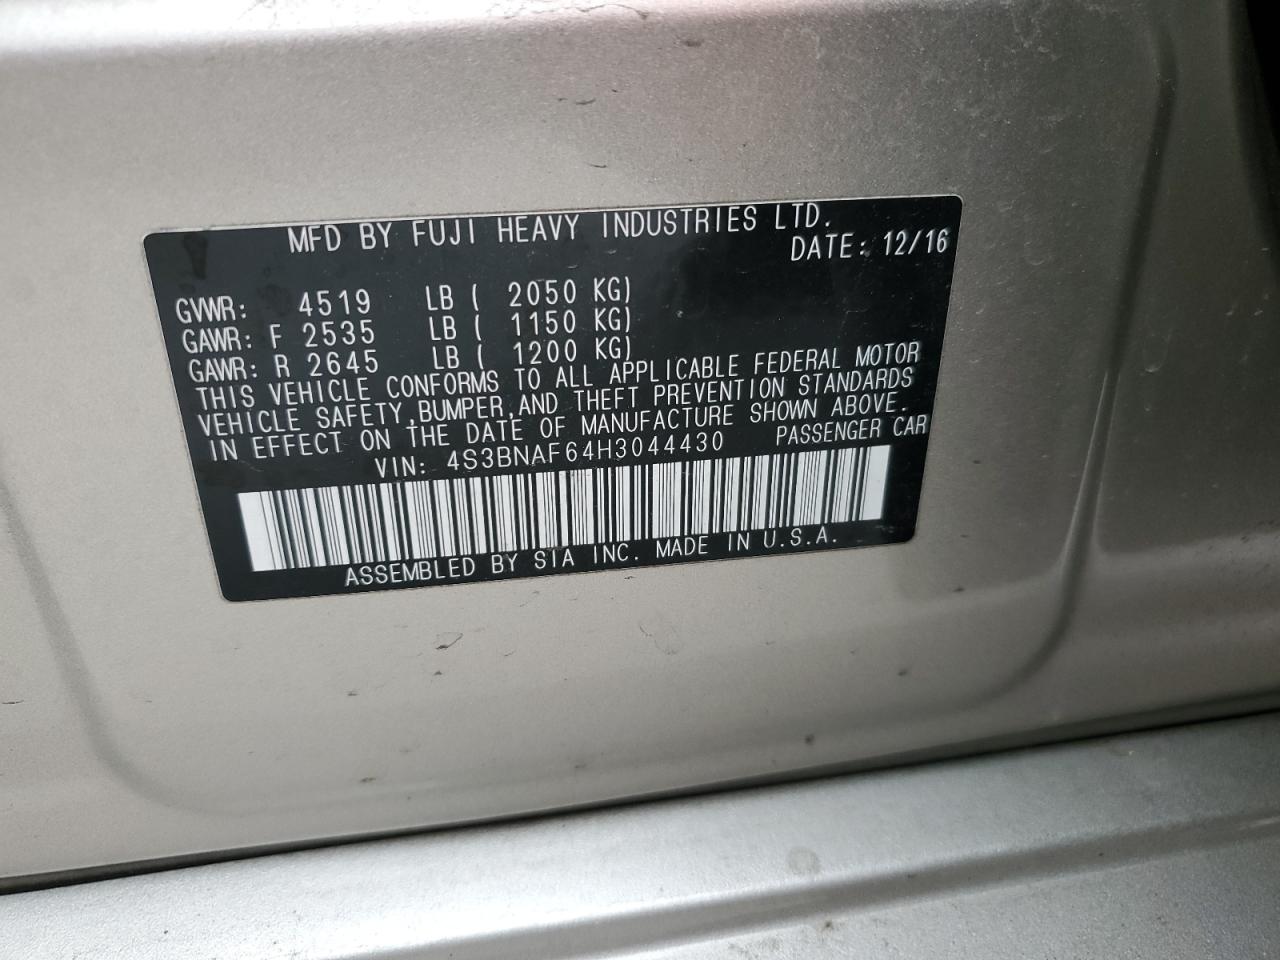 MFD BY FUJI HEAVY INDUSTRIES LTD.
DATE: 12/16
GVWR: 4519 LB ( 2050 KG)
GAWR: F 2535 LB ( 1150 KG)
GAWR: R 2645 LB ( 1200 KG)
THIS VEHICLE CONFORMS TO ALL APPLICABLE FEDERAL MOTOR
VEHICLE SAFETY,BUMPER,AND THEFT PREVENTION STANDARDS
IN EFFECT ON THE DATE OF MANUFACTURE SHOWN ABOVE.
VIN: 4S3BNAF64H3044430 PASSENGER CAR
ASSEMBLED BY SIA INC. MADE IN U.S.A.